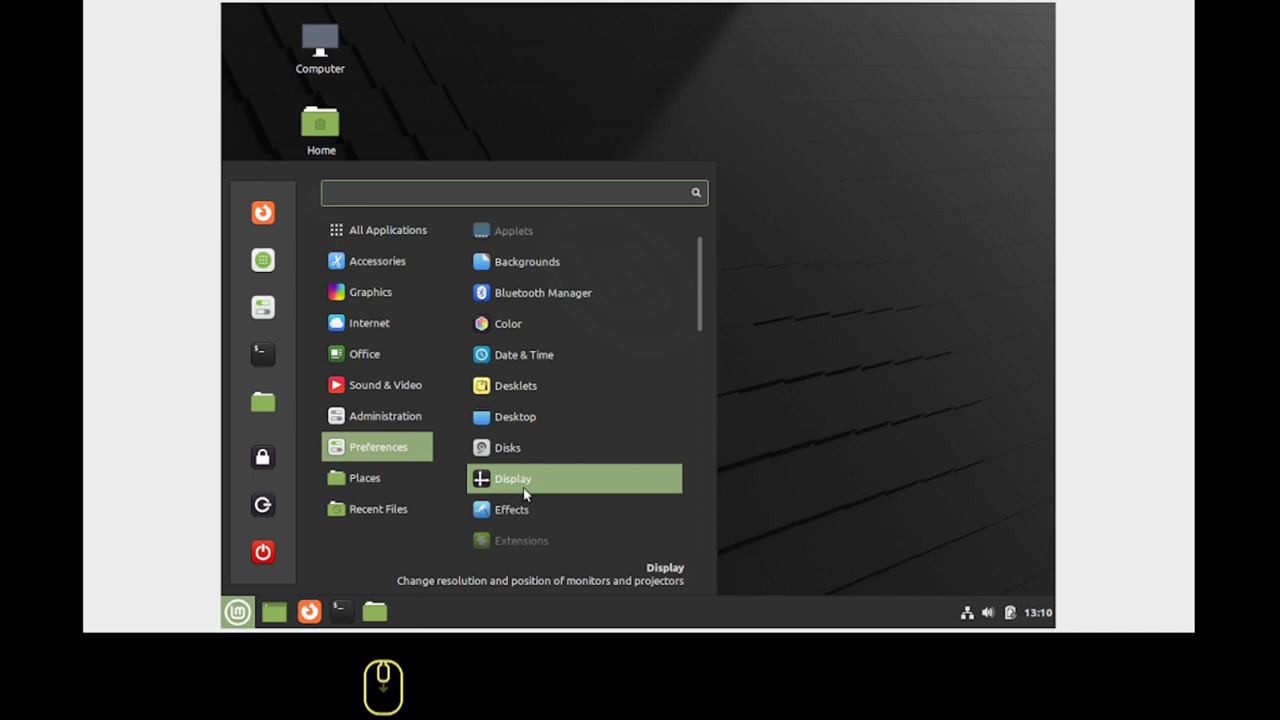 Computer
Home
All Applications
Accessories
Graphics
Internet
Office
Sound & Video
Administration
Preferences
Places
Recent Files
Applets
Backgrounds
Bluetooth Manager
Color
Date & Time
Desklets
Desktop
Disks
Display
Effects
Extensions
Display
Change resolution and position of monitors and projectors
13:10